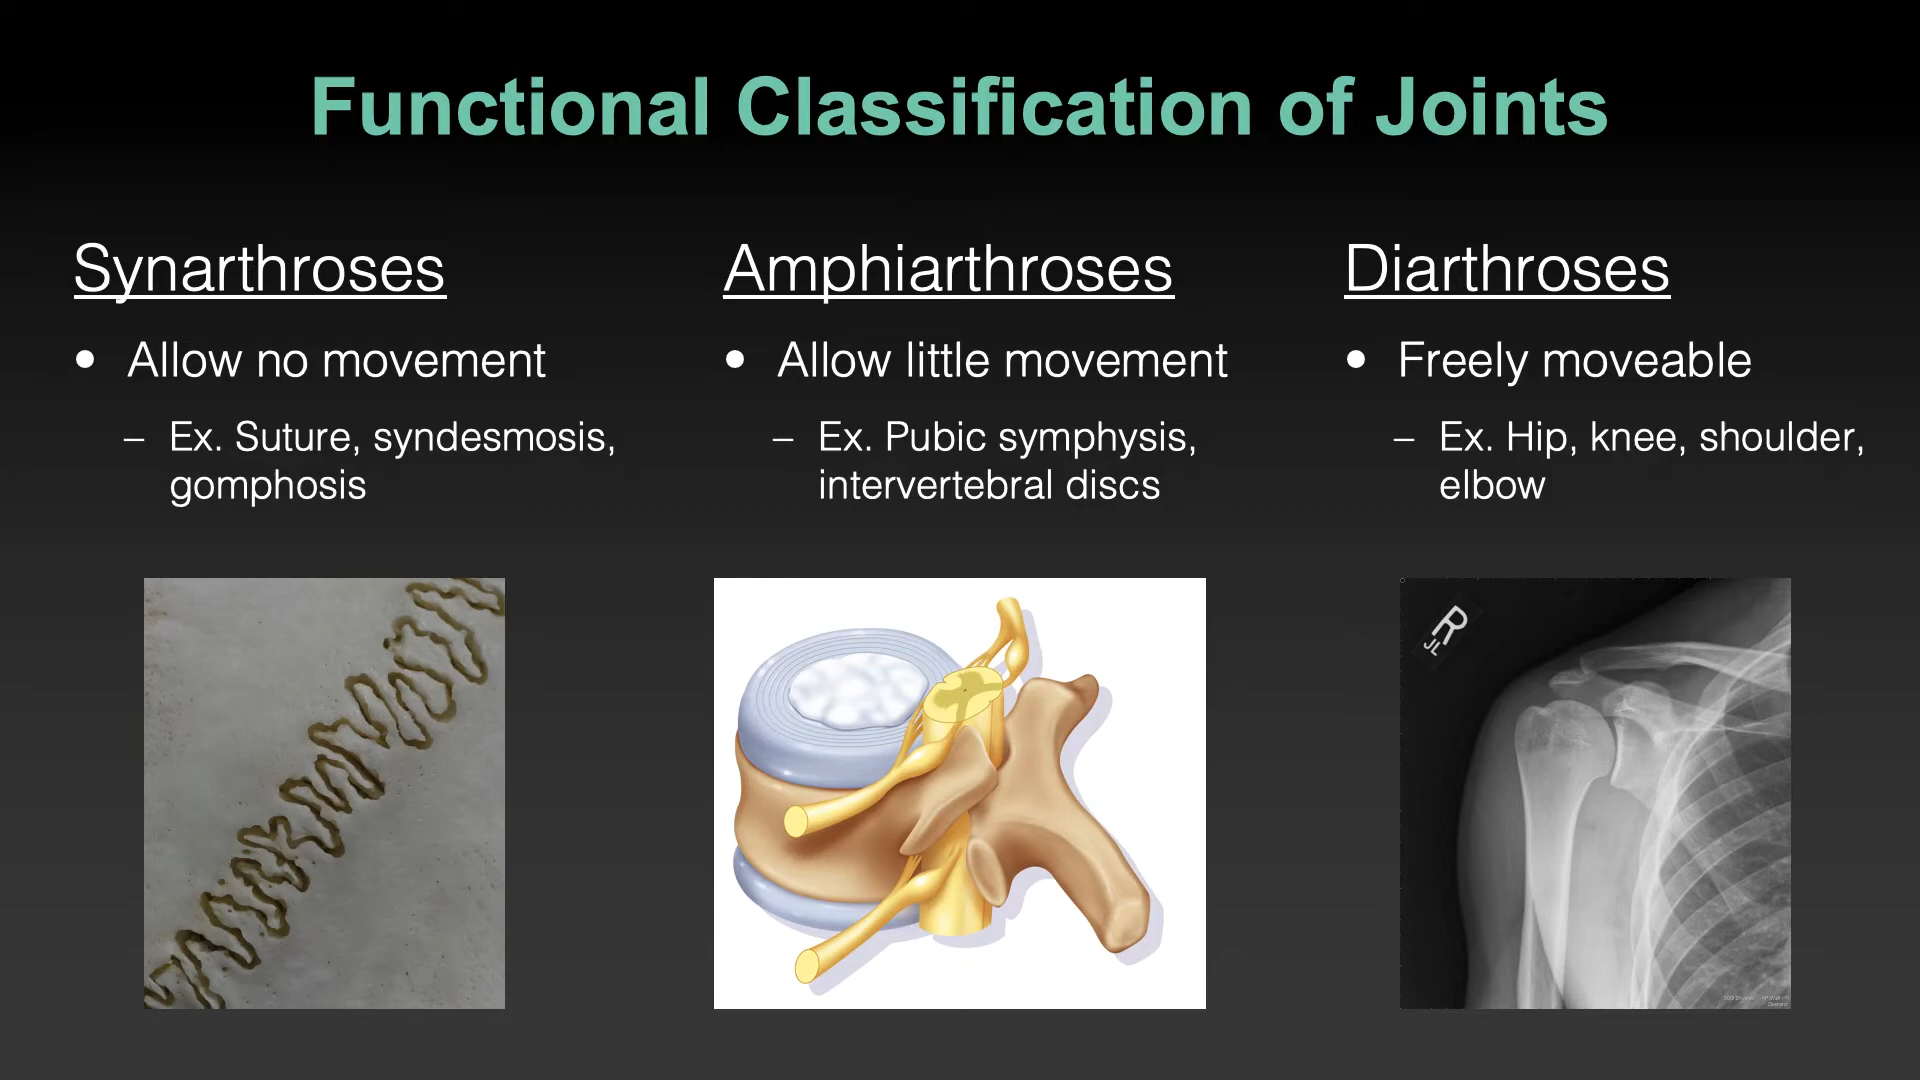 Functional Classification of Joints
Synarthroses
• Allow no movement
– Ex. Suture, syndesmosis,
gomphosis
Amphiarthroses
• Allow little movement
– Ex. Pubic symphysis,
intervertebral discs
Diarthroses
• Freely moveable
– Ex. Hip, knee, shoulder,
elbow
R
JL